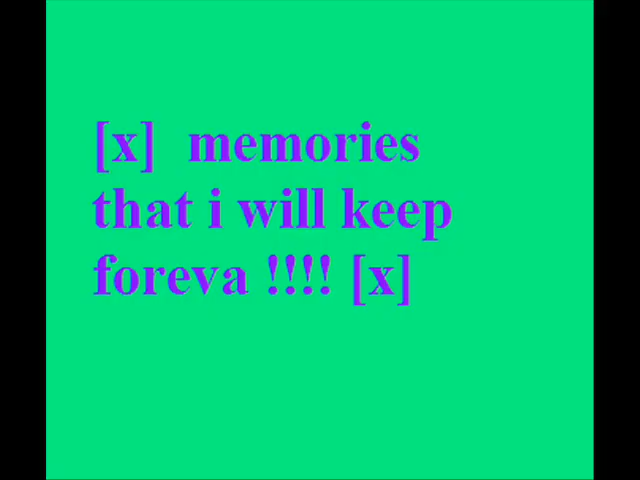 [x]  memories
that i will keep
foreva !!!! [x]